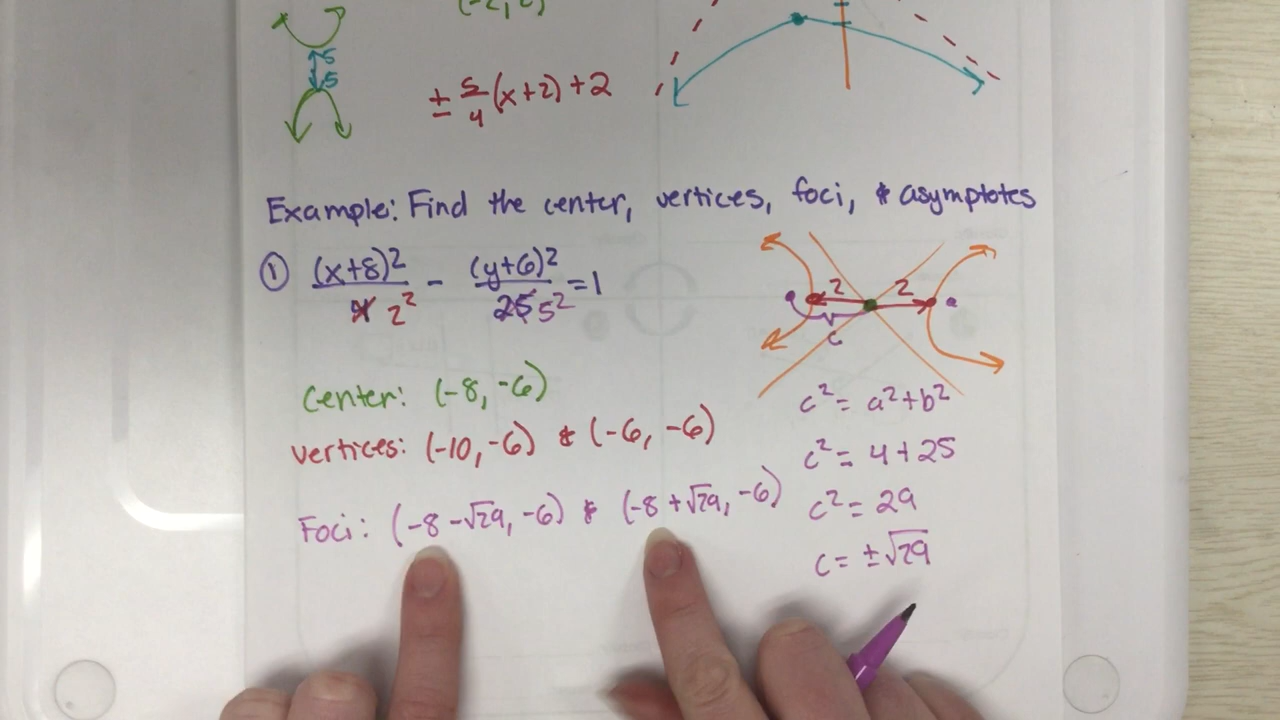 5
5
± 5/4 (x+2) + 2
Example: Find the center, vertices, foci, & asymptotes
① (x+8)²/4 2² - (y+6)²/25 5² = 1
2 2
c
center: (-8, -6)
vertices: (-10, -6) & (-6, -6)
Foci: (-8 - √29, -6) & (-8 + √29, -6)
c² = a² + b²
c² = 4 + 25
c² = 29
c = ± √29